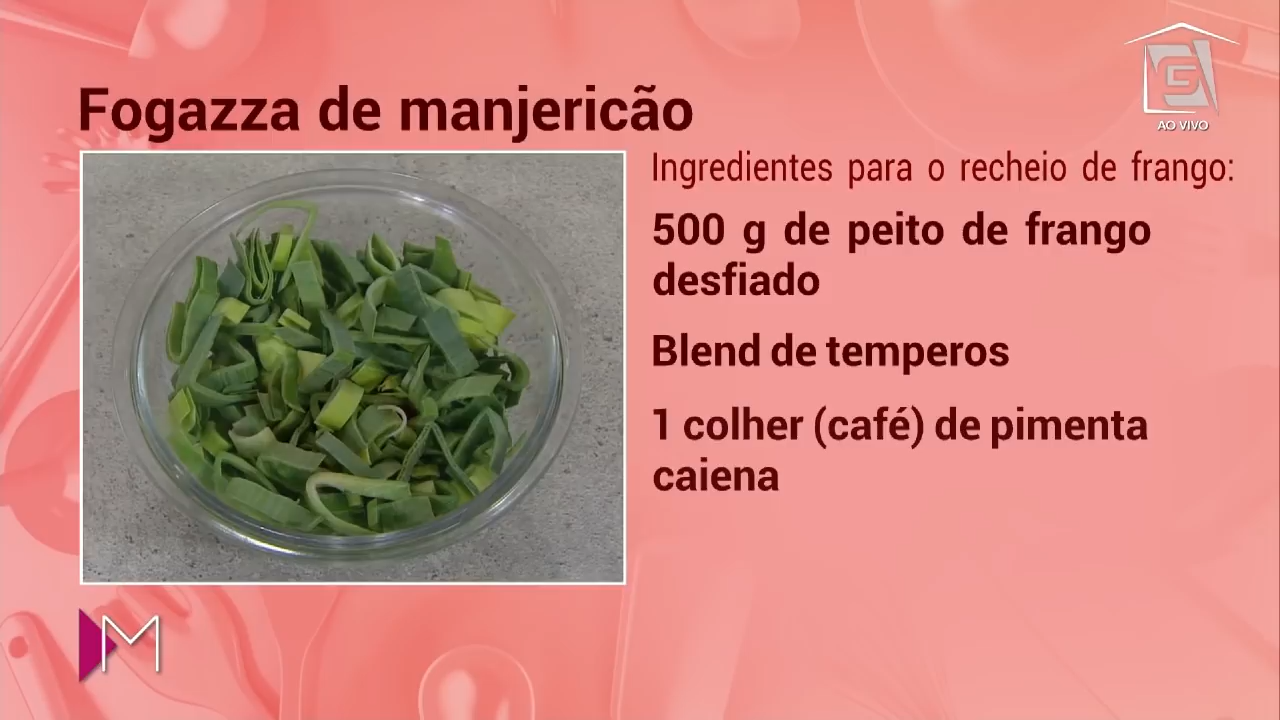 Fogazza de manjericão
AO VIVO
Ingredientes para o recheio de frango:
500 g de peito de frango
desfiado
Blend de temperos
1 colher (café) de pimenta
caiena
M